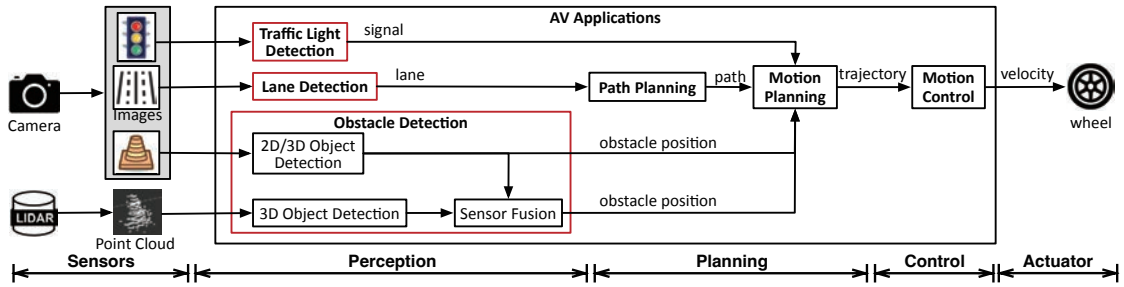 AV Applications
Traffic Light
Detection
signal
Lane Detection
lane
Path Planning
path
Motion
Planning
trajectory
Motion
Control
velocity
wheel
Camera
Images
Obstacle Detection
2D/3D Object
Detection
obstacle position
LIDAR
Point Cloud
3D Object Detection
Sensor Fusion
obstacle position
Sensors
Perception
Planning
Control
Actuator